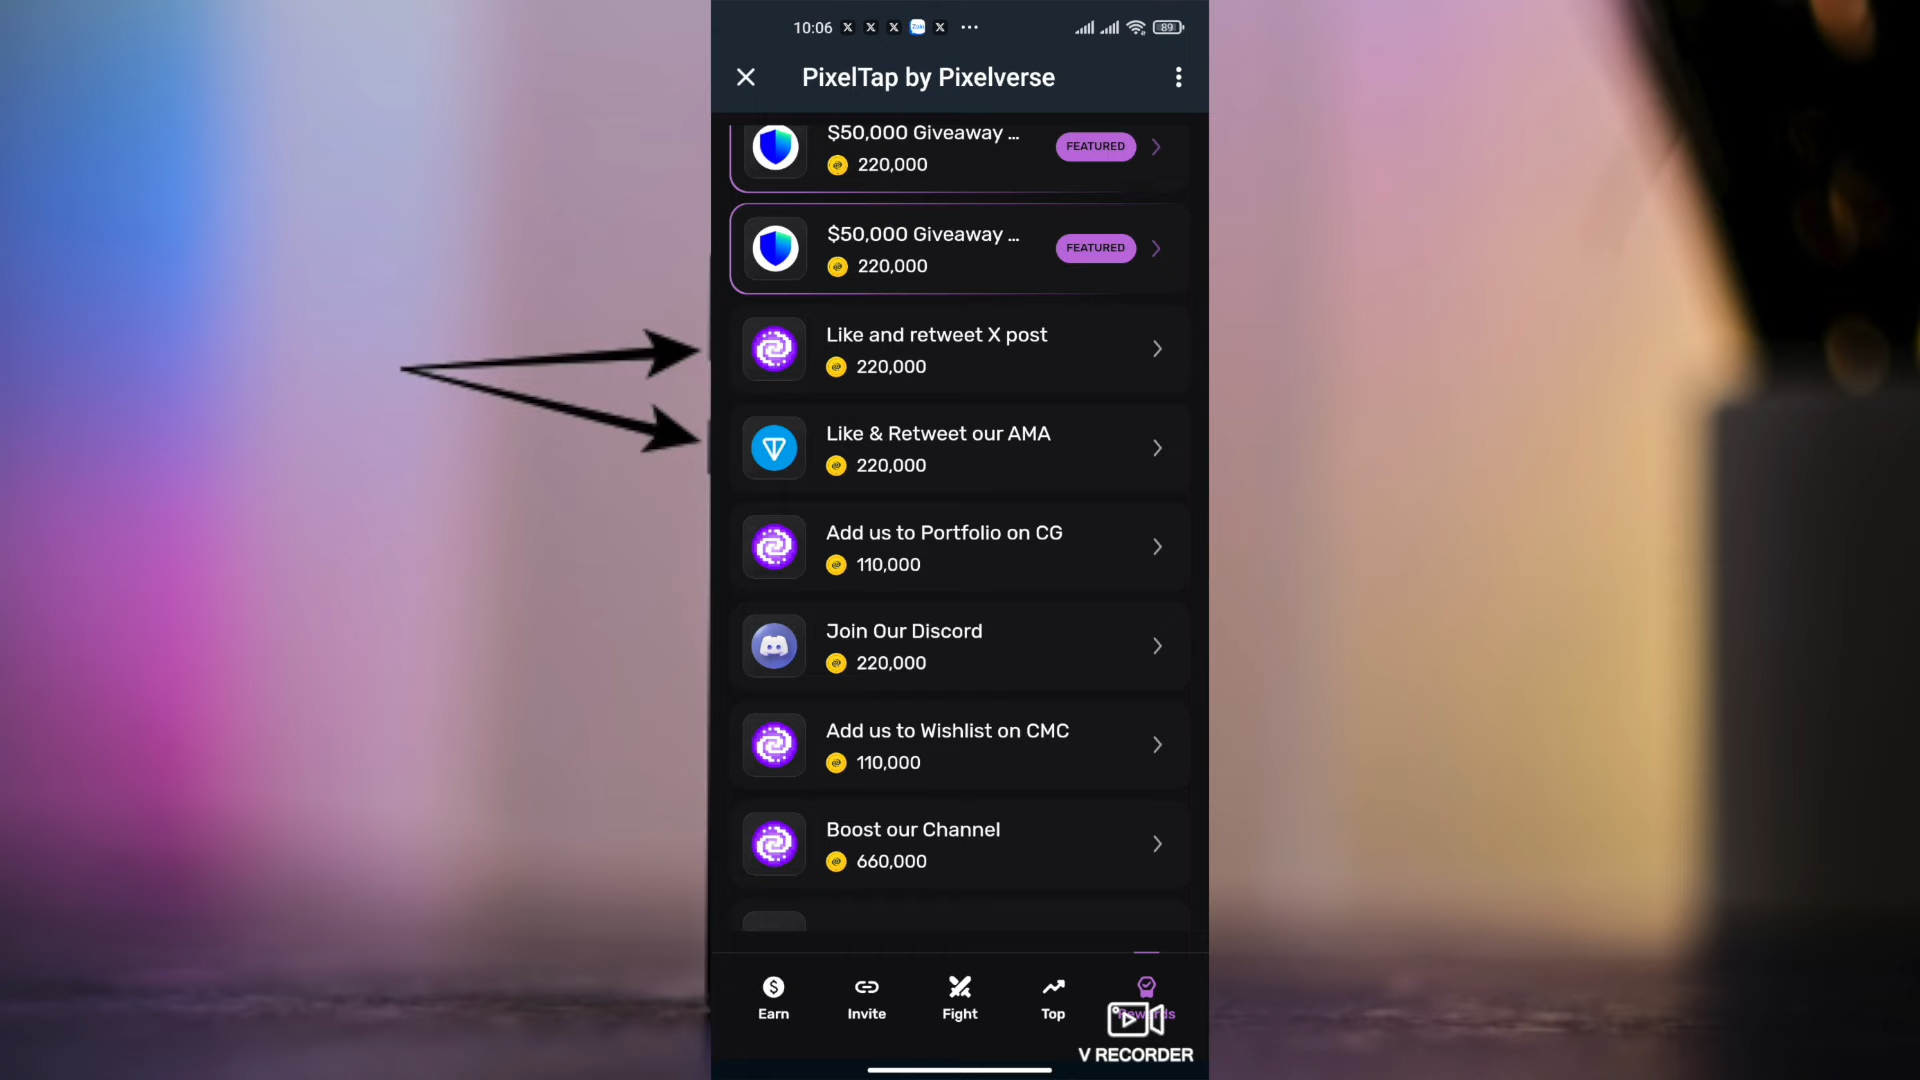 10:06
Zalo
89
PixelTap by Pixelverse
$50,000 Giveaway ...
FEATURED
220,000
$50,000 Giveaway ...
FEATURED
220,000
Like and retweet X post
220,000
Like & Retweet our AMA
220,000
Add us to Portfolio on CG
110,000
Join Our Discord
220,000
Add us to Wishlist on CMC
110,000
Boost our Channel
660,000
Earn
Invite
Fight
Top
Rewards
V RECORDER